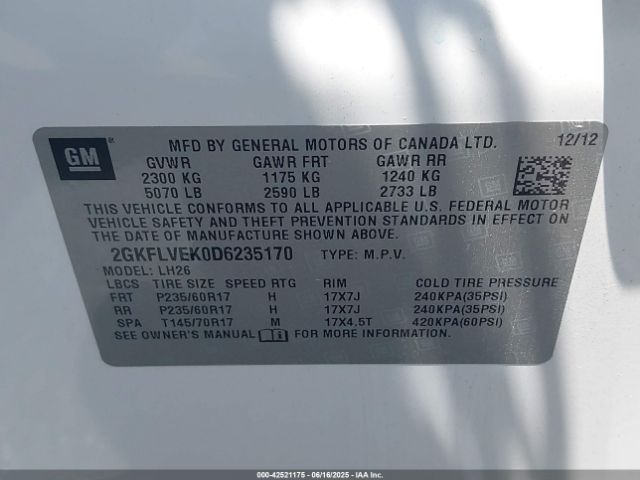 GM
MFD BY GENERAL MOTORS OF CANADA LTD. 12/12
GVWR GAWR FRT GAWR RR
2300 KG 1175 KG 1240 KG
5070 LB 2590 LB 2733 LB
THIS VEHICLE CONFORMS TO ALL APPLICABLE U.S. FEDERAL MOTOR
VEHICLE SAFETY AND THEFT PREVENTION STANDARDS IN EFFECT ON
THE DATE OF MANUFACTURE SHOWN ABOVE.
2GKFLVEK0D6235170 TYPE: M.P.V.
MODEL: LH26
LBCS TIRE SIZE SPEED RTG RIM COLD TIRE PRESSURE
FRT P235/60R17 H 17X7J 240KPA(35PSI)
RR P235/60R17 H 17X7J 240KPA(35PSI)
SPA T145/70R17 M 17X4.5T 420KPA(60PSI)
SEE OWNER'S MANUAL FOR MORE INFORMATION.
000-42521175 - 06/16/2025 - IAAI.COM